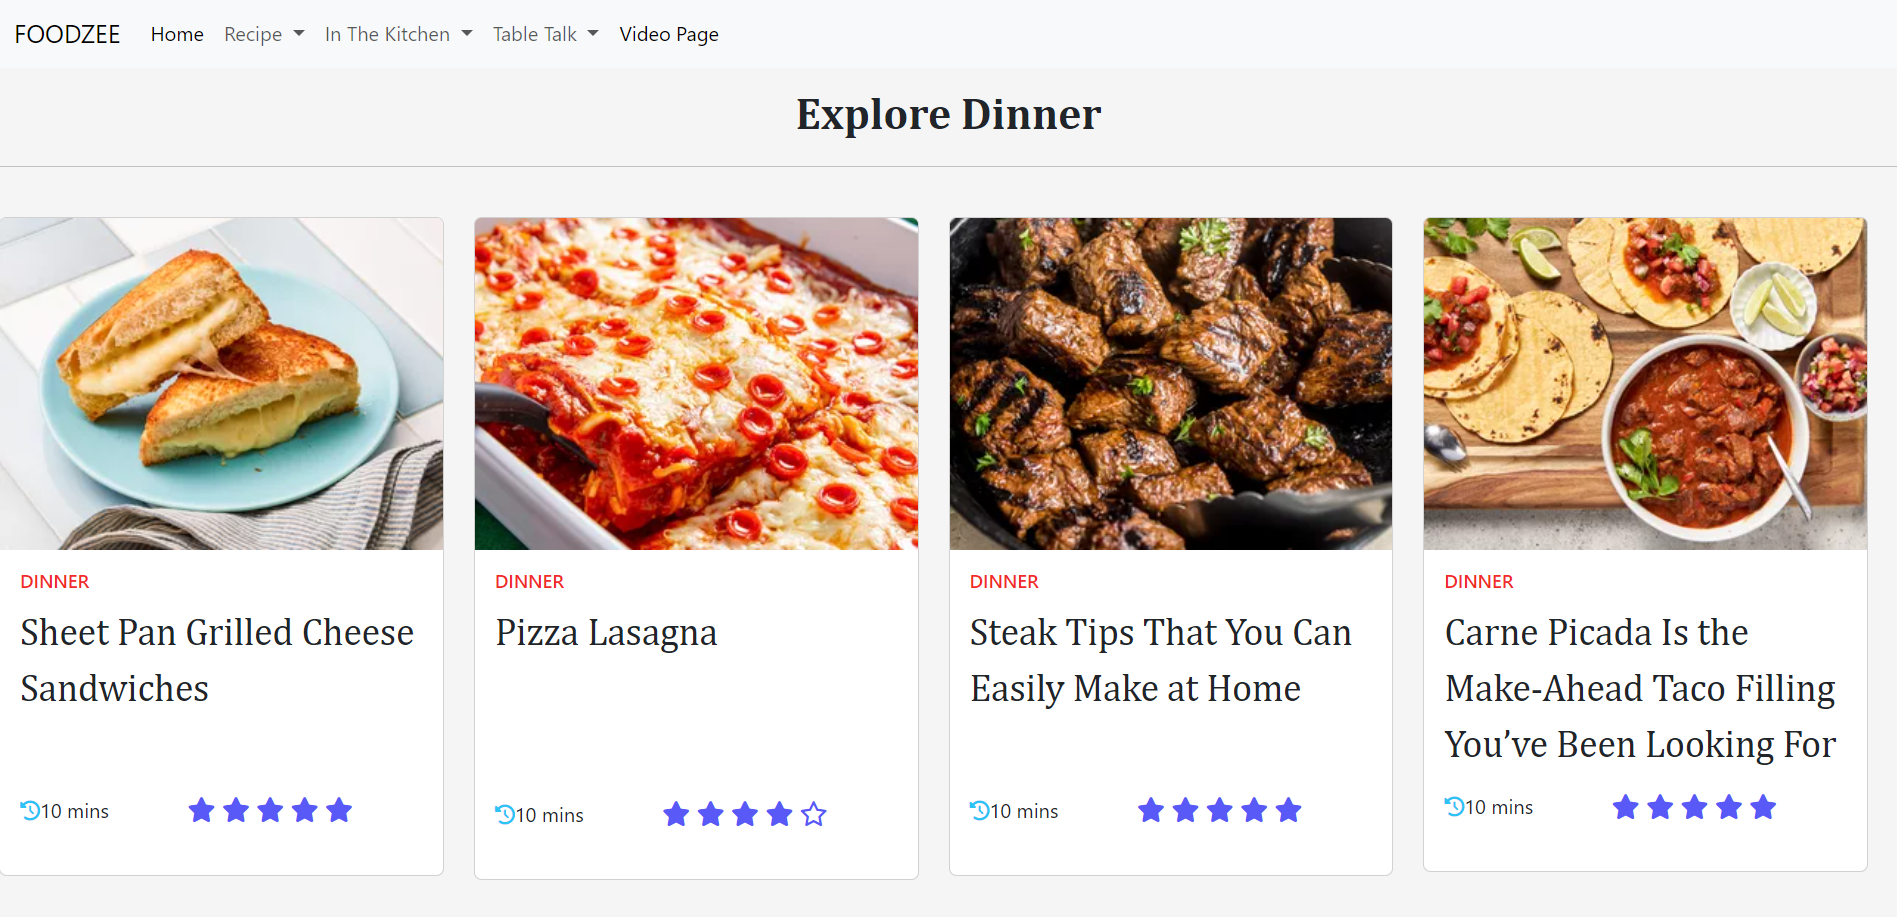 FOODZEE Home Recipe In The Kitchen Table Talk Video Page
Explore Dinner
DINNER
Sheet Pan Grilled Cheese
Sandwiches
10 mins
DINNER
Pizza Lasagna
10 mins
DINNER
Steak Tips That You Can
Easily Make at Home
10 mins
DINNER
Carne Picada Is the
Make-Ahead Taco Filling
You’ve Been Looking For
10 mins